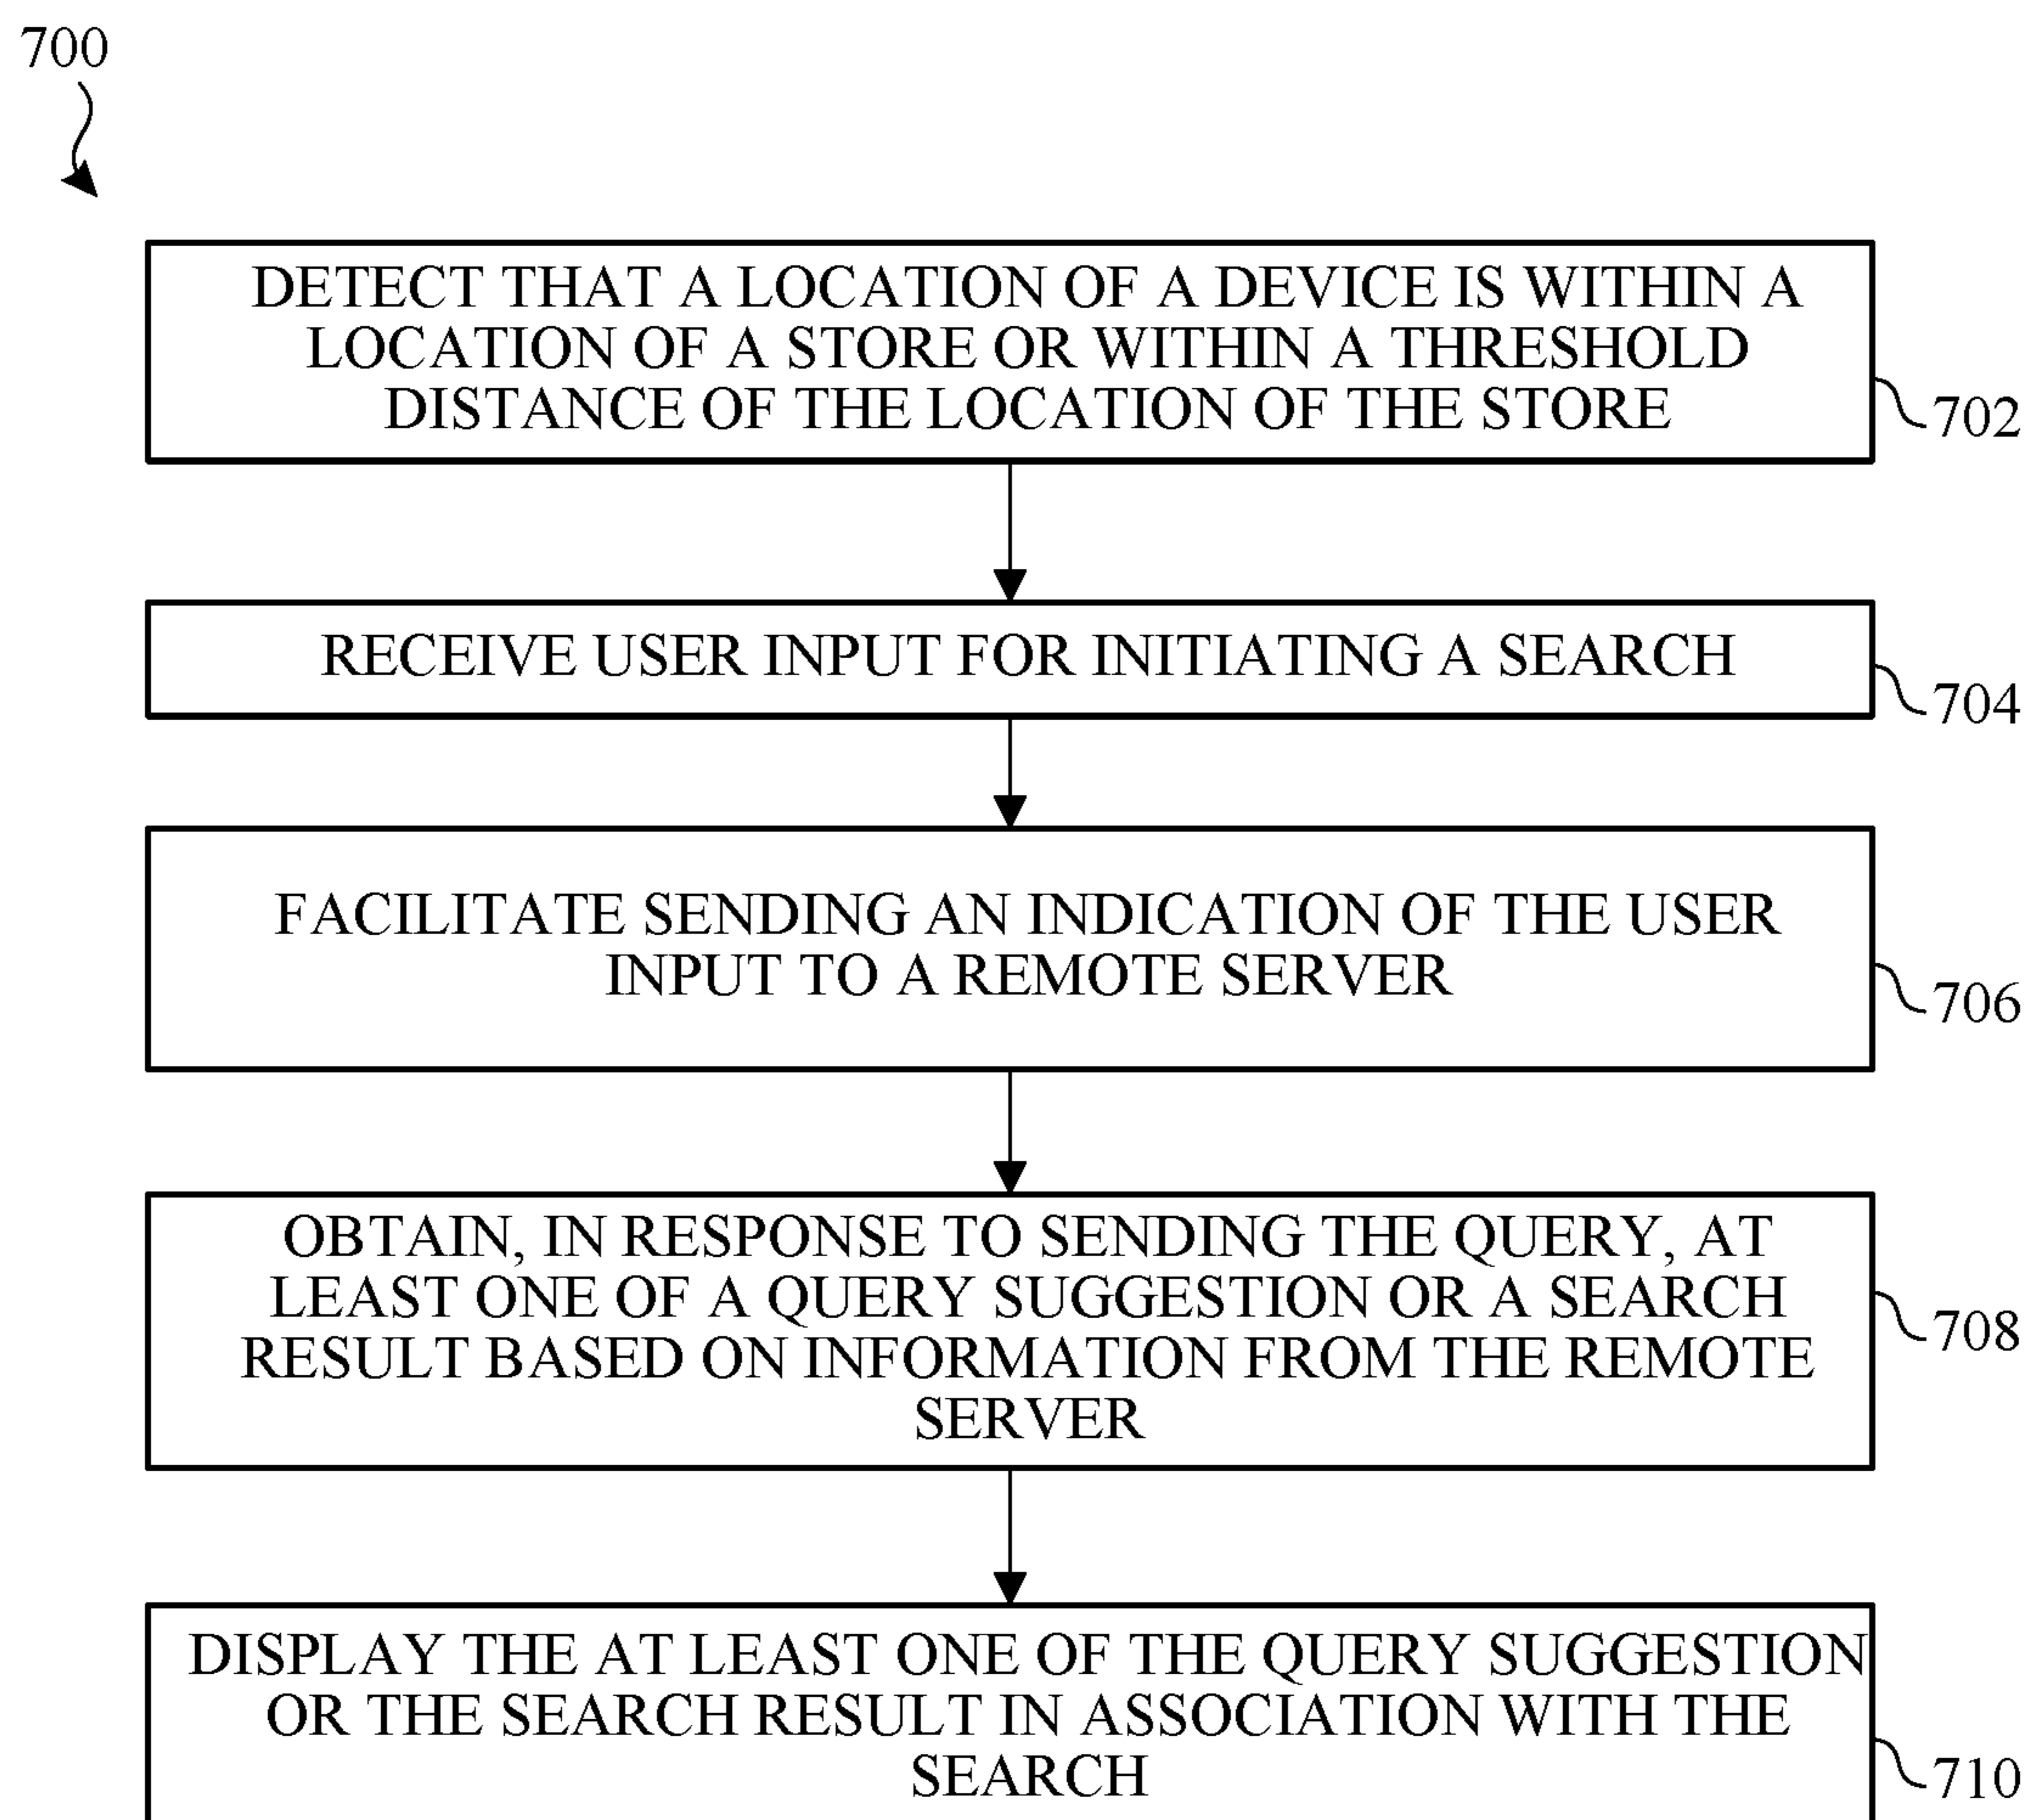 700
DETECT THAT A LOCATION OF A DEVICE IS WITHIN A
LOCATION OF A STORE OR WITHIN A THRESHOLD
DISTANCE OF THE LOCATION OF THE STORE
702
RECEIVE USER INPUT FOR INITIATING A SEARCH
704
FACILITATE SENDING AN INDICATION OF THE USER
INPUT TO A REMOTE SERVER
706
OBTAIN, IN RESPONSE TO SENDING THE QUERY, AT
LEAST ONE OF A QUERY SUGGESTION OR A SEARCH
RESULT BASED ON INFORMATION FROM THE REMOTE
SERVER
708
DISPLAY THE AT LEAST ONE OF THE QUERY SUGGESTION
OR THE SEARCH RESULT IN ASSOCIATION WITH THE
SEARCH
710